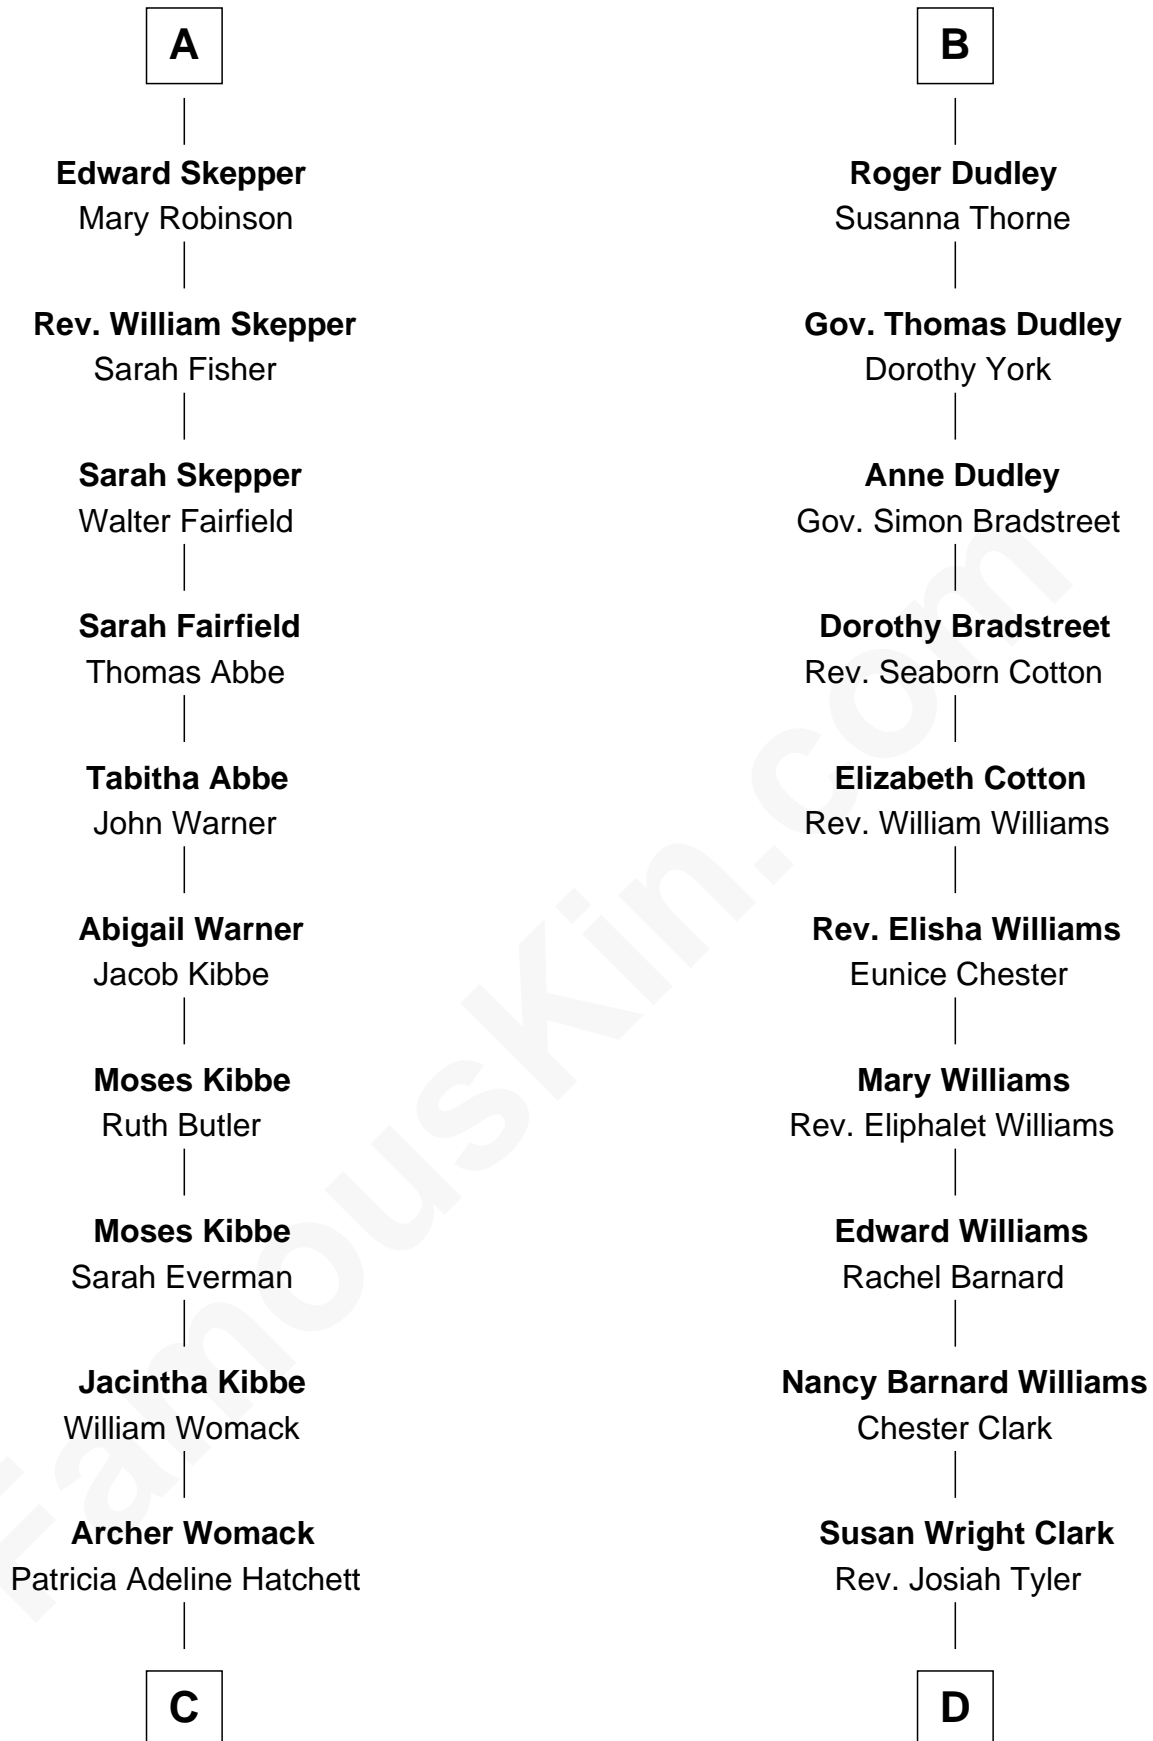 A
Edward Skepper
Mary Robinson
Rev. William Skepper
Sarah Fisher
Sarah Skepper
Walter Fairfield
Sarah Fairfield
Thomas Abbe
Tabitha Abbe
John Warner
Abigail Warner
Jacob Kibbe
Moses Kibbe
Ruth Butler
Moses Kibbe
Sarah Everman
Jacintha Kibbe
William Womack
Archer Womack
Patricia Adeline Hatchett
C
B
Roger Dudley
Susanna Thorne
Gov. Thomas Dudley
Dorothy York
Anne Dudley
Gov. Simon Bradstreet
Dorothy Bradstreet
Rev. Seaborn Cotton
Elizabeth Cotton
Rev. William Williams
Rev. Elisha Williams
Eunice Chester
Mary Williams
Rev. Eliphalet Williams
Edward Williams
Rachel Barnard
Nancy Barnard Williams
Chester Clark
Susan Wright Clark
Rev. Josiah Tyler
D
FamousKin.com